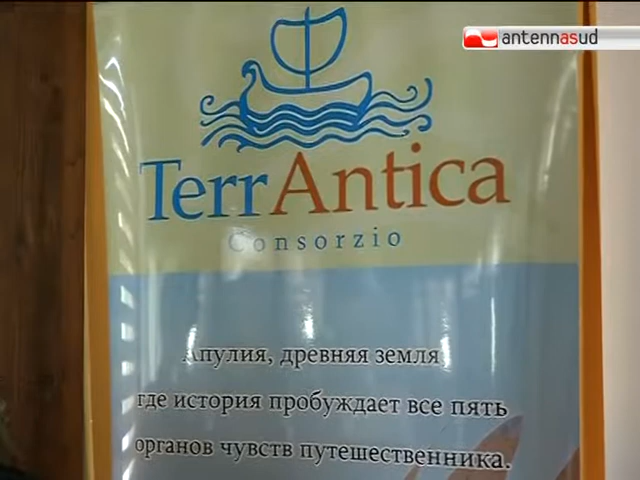 antennasud
TerrAntica
Consorzio
Апулия, древняя земля
где история пробуждает все пять
органов чувств путешественника.